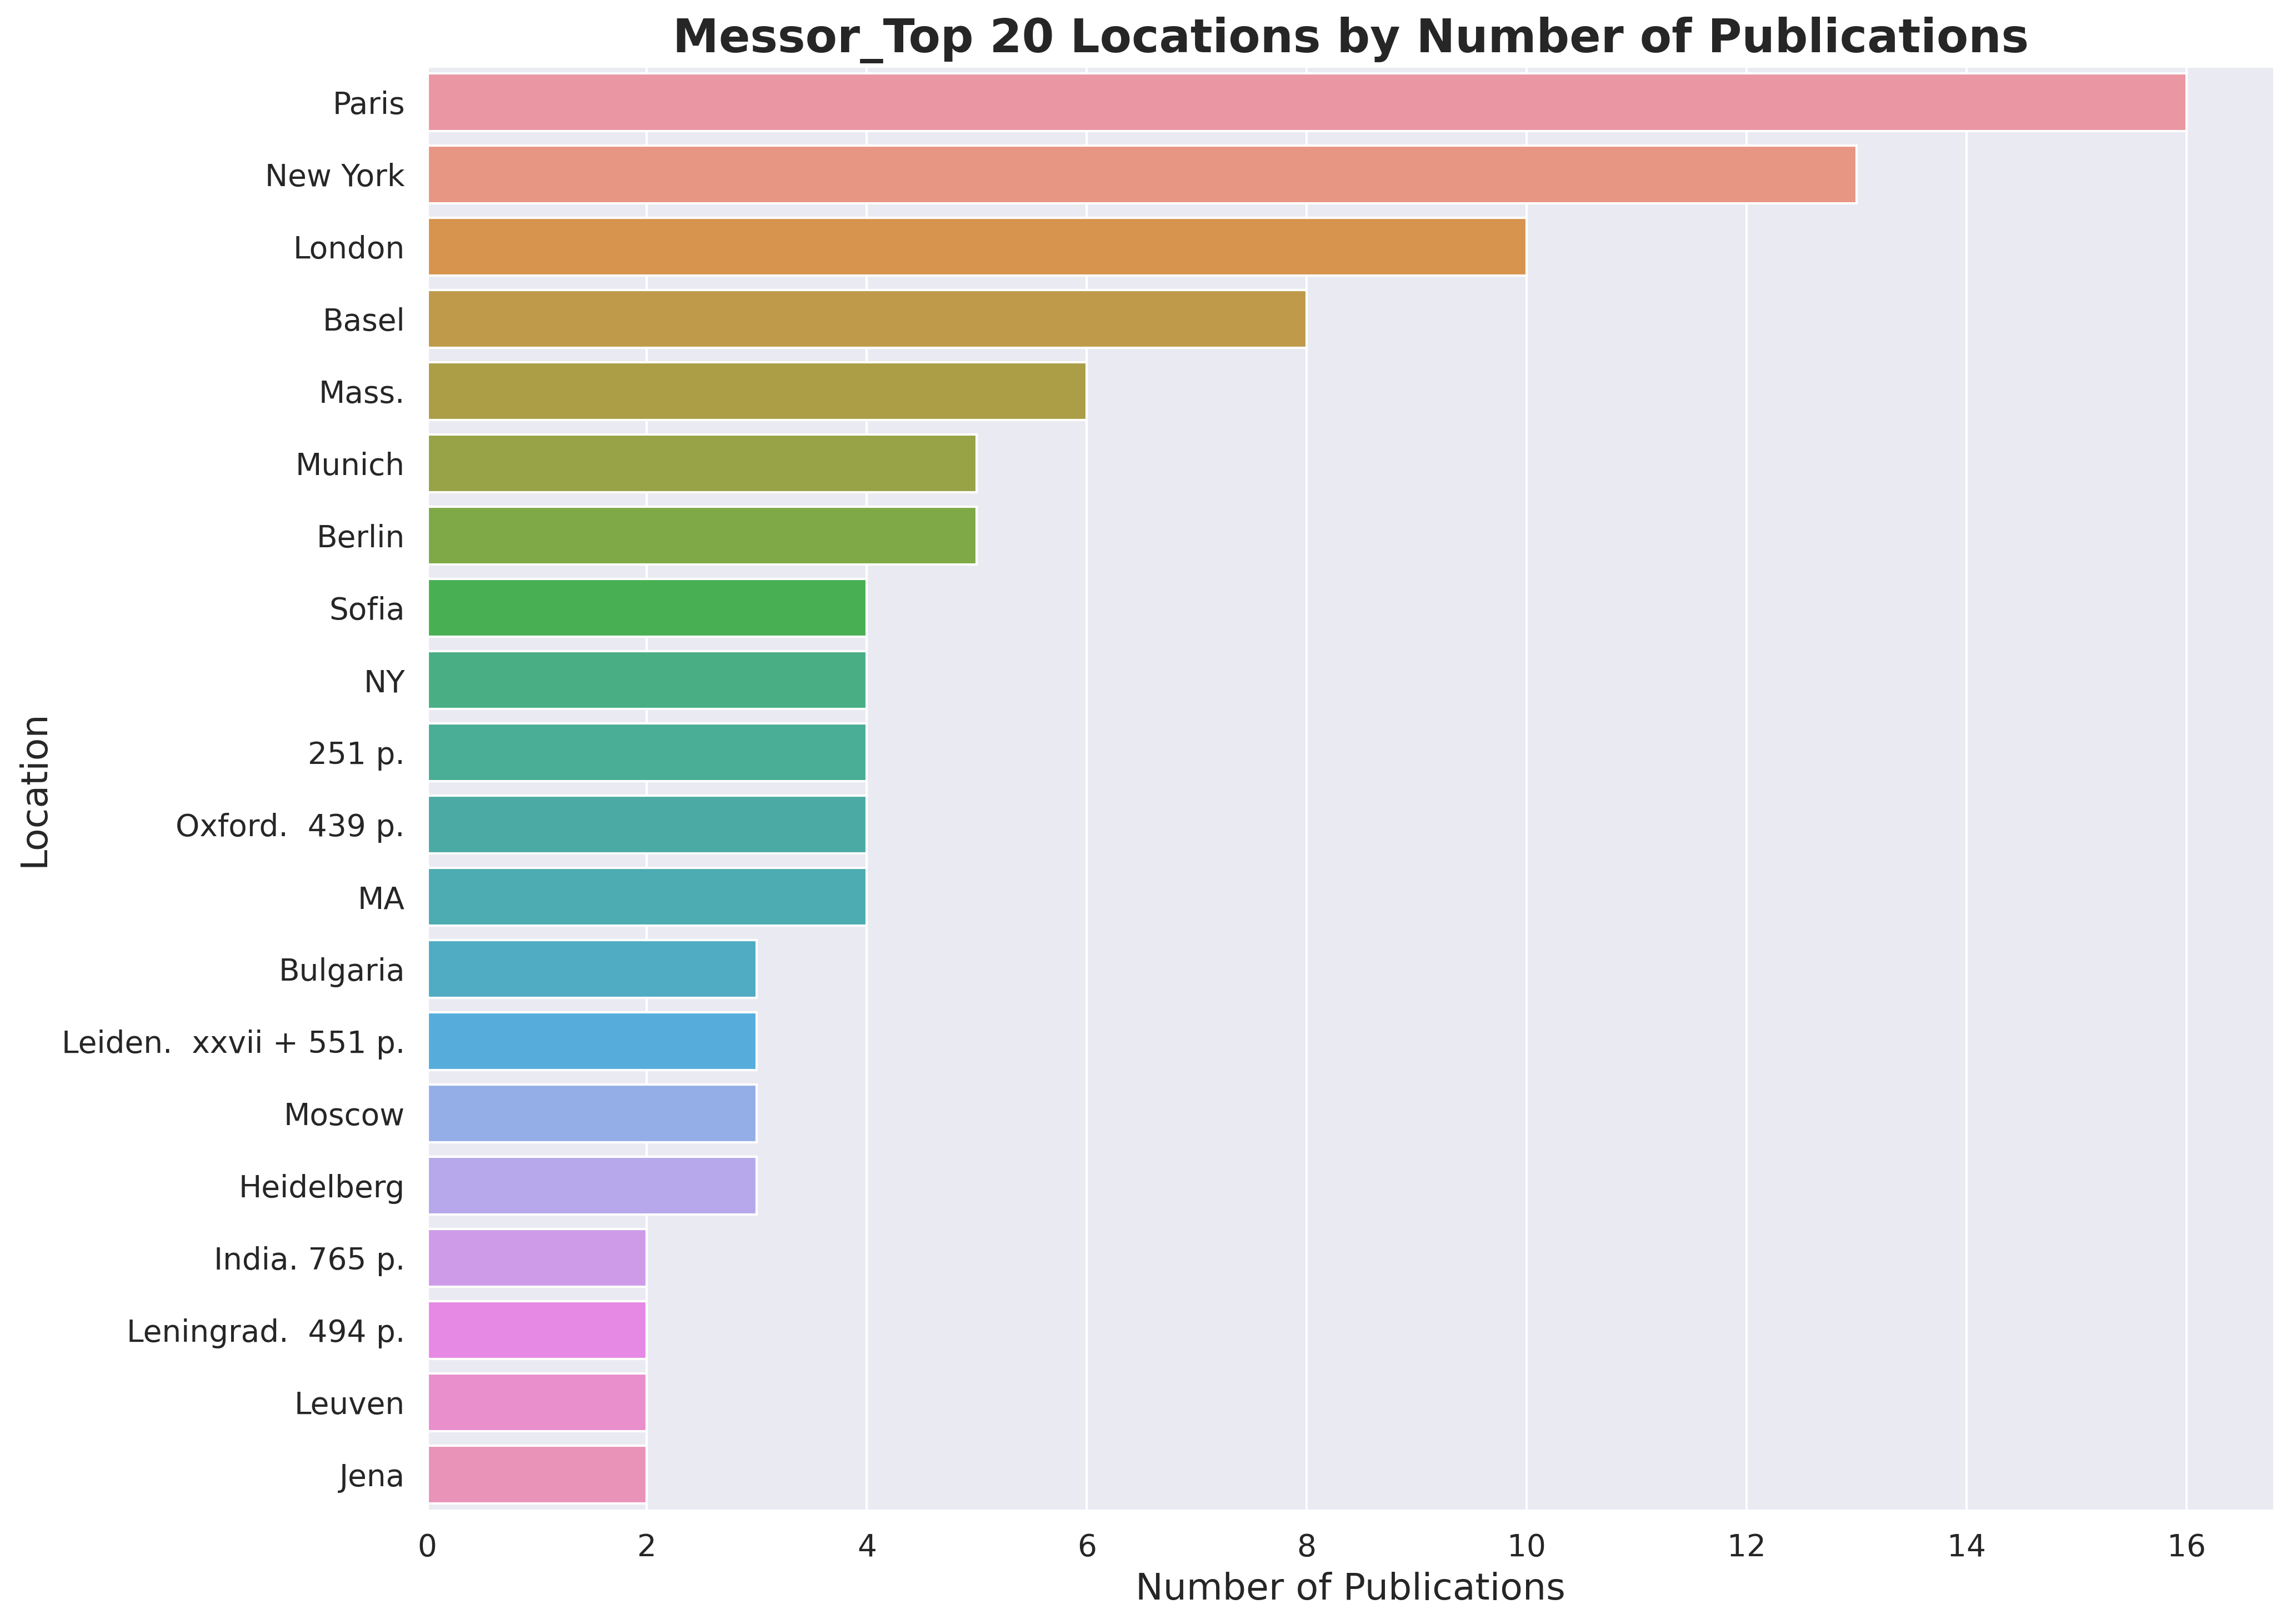 Messor_Top 20 Locations by Number of Publications
Paris
New York
London
Basel
Mass.
Munich
Berlin
Sofia
NY
251 p.
Oxford.  439 p.
MA
Bulgaria
Leiden.  xxvii + 551 p.
Moscow
Heidelberg
India. 765 p.
Leningrad.  494 p.
Leuven
Jena
Location
0 2 4 6 8 10 12 14 16
Number of Publications